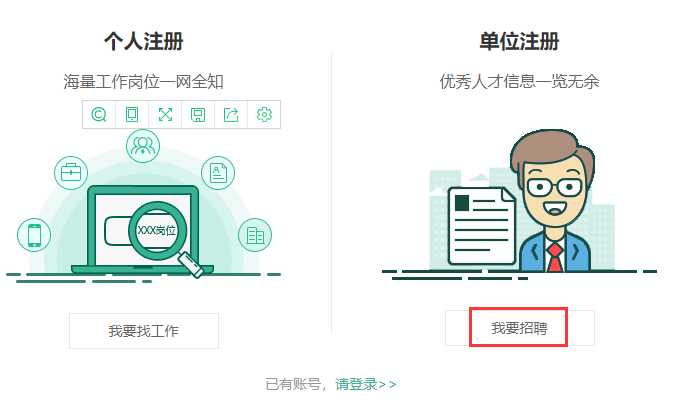 个人注册
海量工作岗位一网全知
XXX岗位
我要找工作
单位注册
优秀人才信息一览无余
A
我要招聘
已有账号，请登录>>